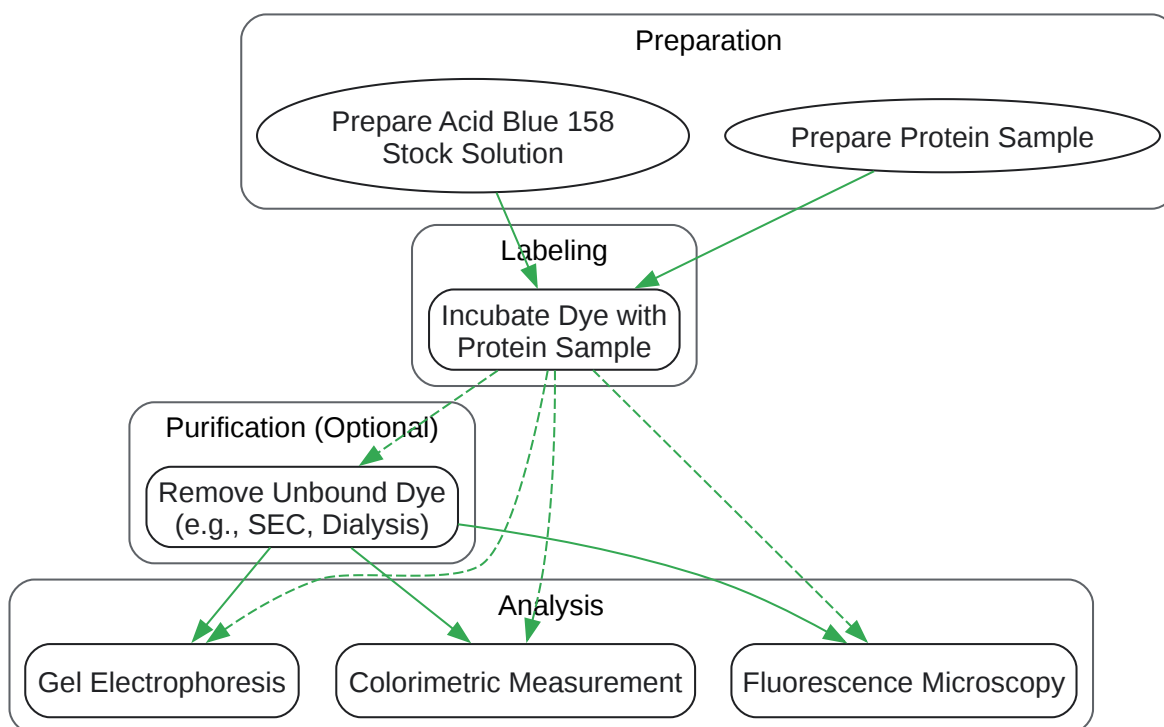 Preparation
Prepare Acid Blue 158
Stock Solution
Prepare Protein Sample
Labeling
Incubate Dye with
Protein Sample
Purification (Optional)
Remove Unbound Dye
(e.g., SEC, Dialysis)
Analysis
Gel Electrophoresis
Colorimetric Measurement
Fluorescence Microscopy